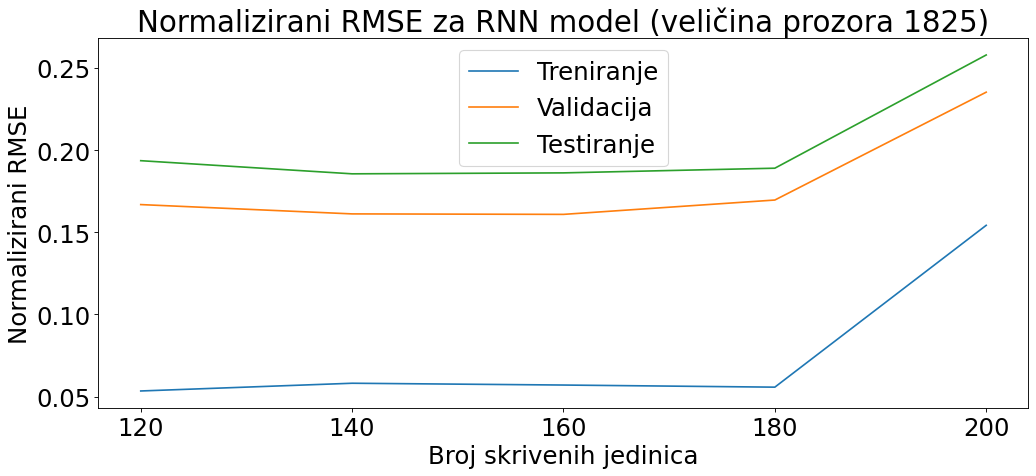 Normalizirani RMSE za RNN model (veličina prozora 1825)
Normalizirani RMSE
0.25
0.20
0.15
0.10
0.05
Treniranje
Validacija
Testiranje
120 140 160 180 200
Broj skrivenih jedinica